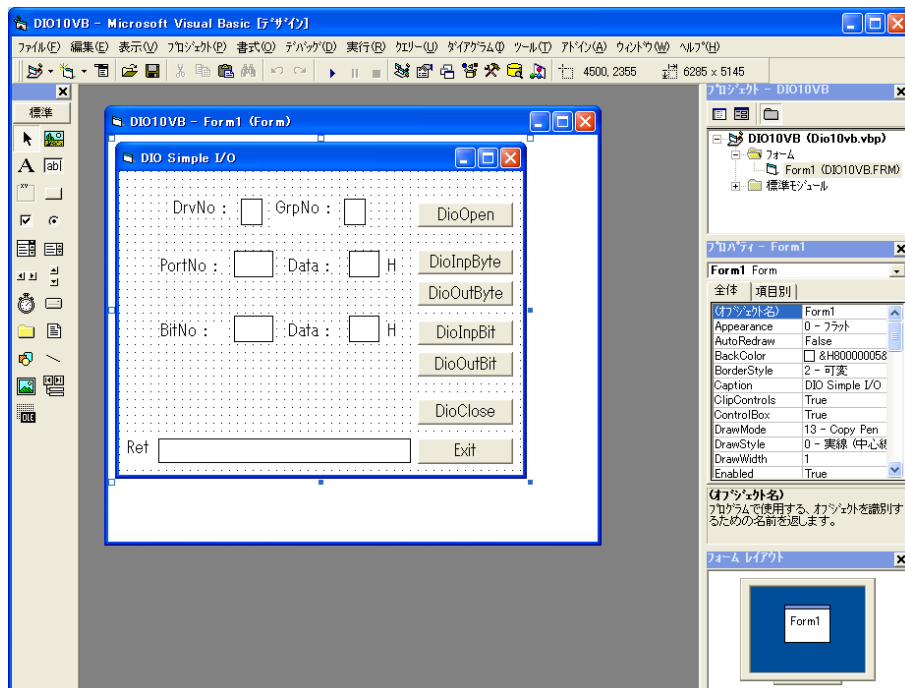 DIO10VB - Microsoft Visual Basic [ﾃﾞｻﾞｲﾝ]
ﾌｧｲﾙ(F) 編集(E) 表示(V) ﾌﾟﾛｼﾞｪｸﾄ(P) 書式(O) ﾃﾞﾊﾞｯｸﾞ(D) 実行(R) ｸｴﾘｰ(U) ﾀﾞｲｱｸﾞﾗﾑ(I) ﾂｰﾙ(T) ｱﾄﾞｲﾝ(A) ｳｨﾝﾄﾞｳ(W) ﾍﾙﾌﾟ(H)
4500, 2355 6285 x 5145
標準
DIO10VB - Form1 (Form)
DIO Simple I/O
DrvNo : GrpNo :
DioOpen
PortNo : Data : H
DioInpByte
DioOutByte
BitNo : Data : H
DioInpBit
DioOutBit
DioClose
Ret
Exit
ﾌﾟﾛｼﾞｪｸﾄ - DIO10VB
DIO10VB (Dio10vb.vbp)
ﾌｫｰﾑ
Form1 (DIO10VB.FRM)
標準ﾓｼﾞｭｰﾙ
ﾌﾟﾛﾊﾟﾃｨ - Form1
Form1 Form
全体 項目別
(ｵﾌﾞｼﾞｪｸﾄ名) Form1
Appearance 0 - ﾌﾗｯﾄ
AutoRedraw False
BackColor &H80000005&
BorderStyle 2 - 可変
Caption DIO Simple I/O
ClipControls True
ControlBox True
DrawMode 13 - Copy Pen
DrawStyle 0 - 実線 (中心線
DrawWidth 1
Enabled True
(ｵﾌﾞｼﾞｪｸﾄ名)
ﾌﾟﾛｸﾞﾗﾑで使用する、ｵﾌﾞｼﾞｪｸﾄを識別す
るための名前を返します。
ﾌｫｰﾑ ﾚｲｱｳﾄ
Form1